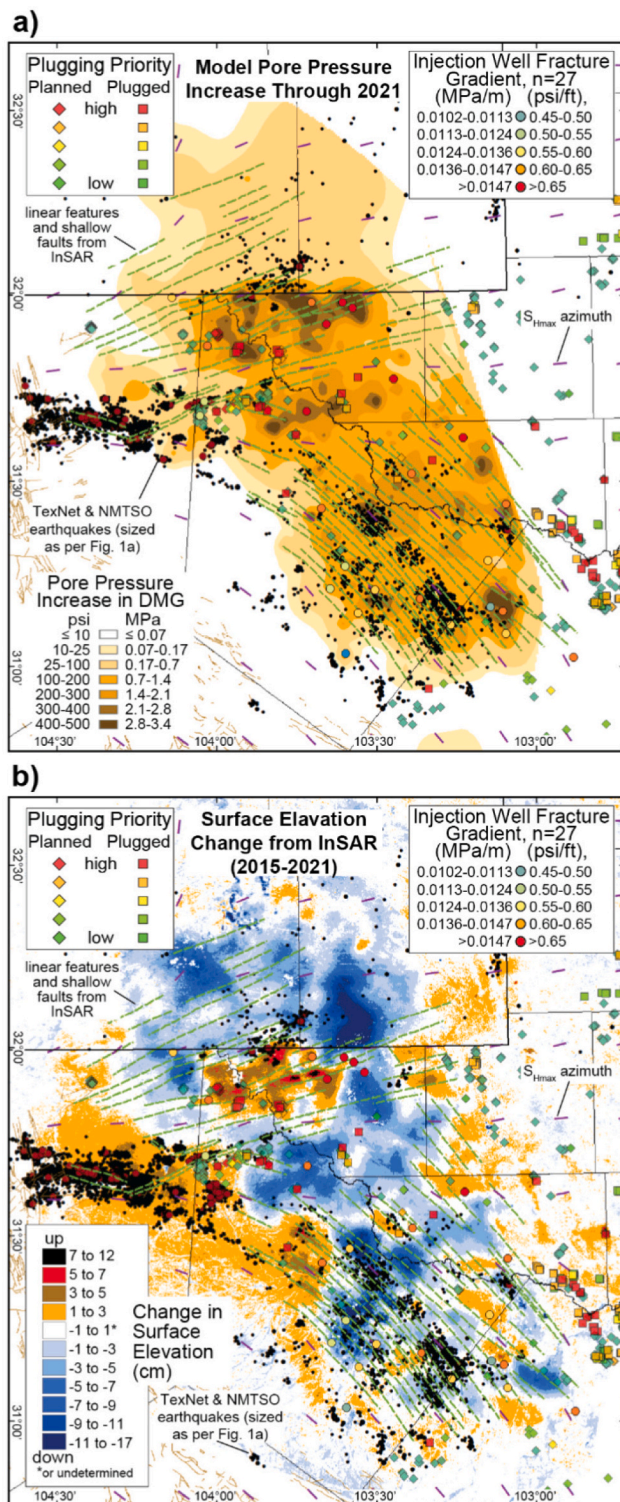 a)
Plugging Priority
Planned Plugged
high
low
Model Pore Pressure
Increase Through 2021
Injection Well Fracture
Gradient, n=27
(MPa/m) (psi/ft),
0.0102-0.0113 0.45-0.50
0.0113-0.0124 0.50-0.55
0.0124-0.0136 0.55-0.60
0.0136-0.0147 0.60-0.65
>0.0147 >0.65
32°30'
linear features
and shallow
faults from
InSAR
32°00'
SHmax azimuth
31°30'
TexNet & NMTSO
earthquakes (sized
as per Fig. 1a)
Pore Pressure
Increase in DMG
psi MPa
≤ 10 ≤ 0.07
10-25 0.07-0.17
25-100 0.17-0.7
100-200 0.7-1.4
200-300 1.4-2.1
300-400 2.1-2.8
400-500 2.8-3.4
31°00'
104°30' 104°00' 103°30' 103°00'
b)
Plugging Priority
Planned Plugged
high
low
Surface Elavation
Change from InSAR
(2015-2021)
Injection Well Fracture
Gradient, n=27
(MPa/m) (psi/ft),
0.0102-0.0113 0.45-0.50
0.0113-0.0124 0.50-0.55
0.0124-0.0136 0.55-0.60
0.0136-0.0147 0.60-0.65
>0.0147 >0.65
32°30'
linear features
and shallow
faults from
InSAR
32°00'
SHmax azimuth
31°30'
up
7 to 12
5 to 7
3 to 5
1 to 3
-1 to 1*
-1 to -3
-3 to -5
-5 to -7
-7 to -9
-9 to -11
-11 to -17
down
*or undetermined
Change in
Surface
Elevation
(cm)
TexNet & NMTSO
earthquakes (sized
as per Fig. 1a)
31°00'
104°30' 104°00' 103°30' 103°00'